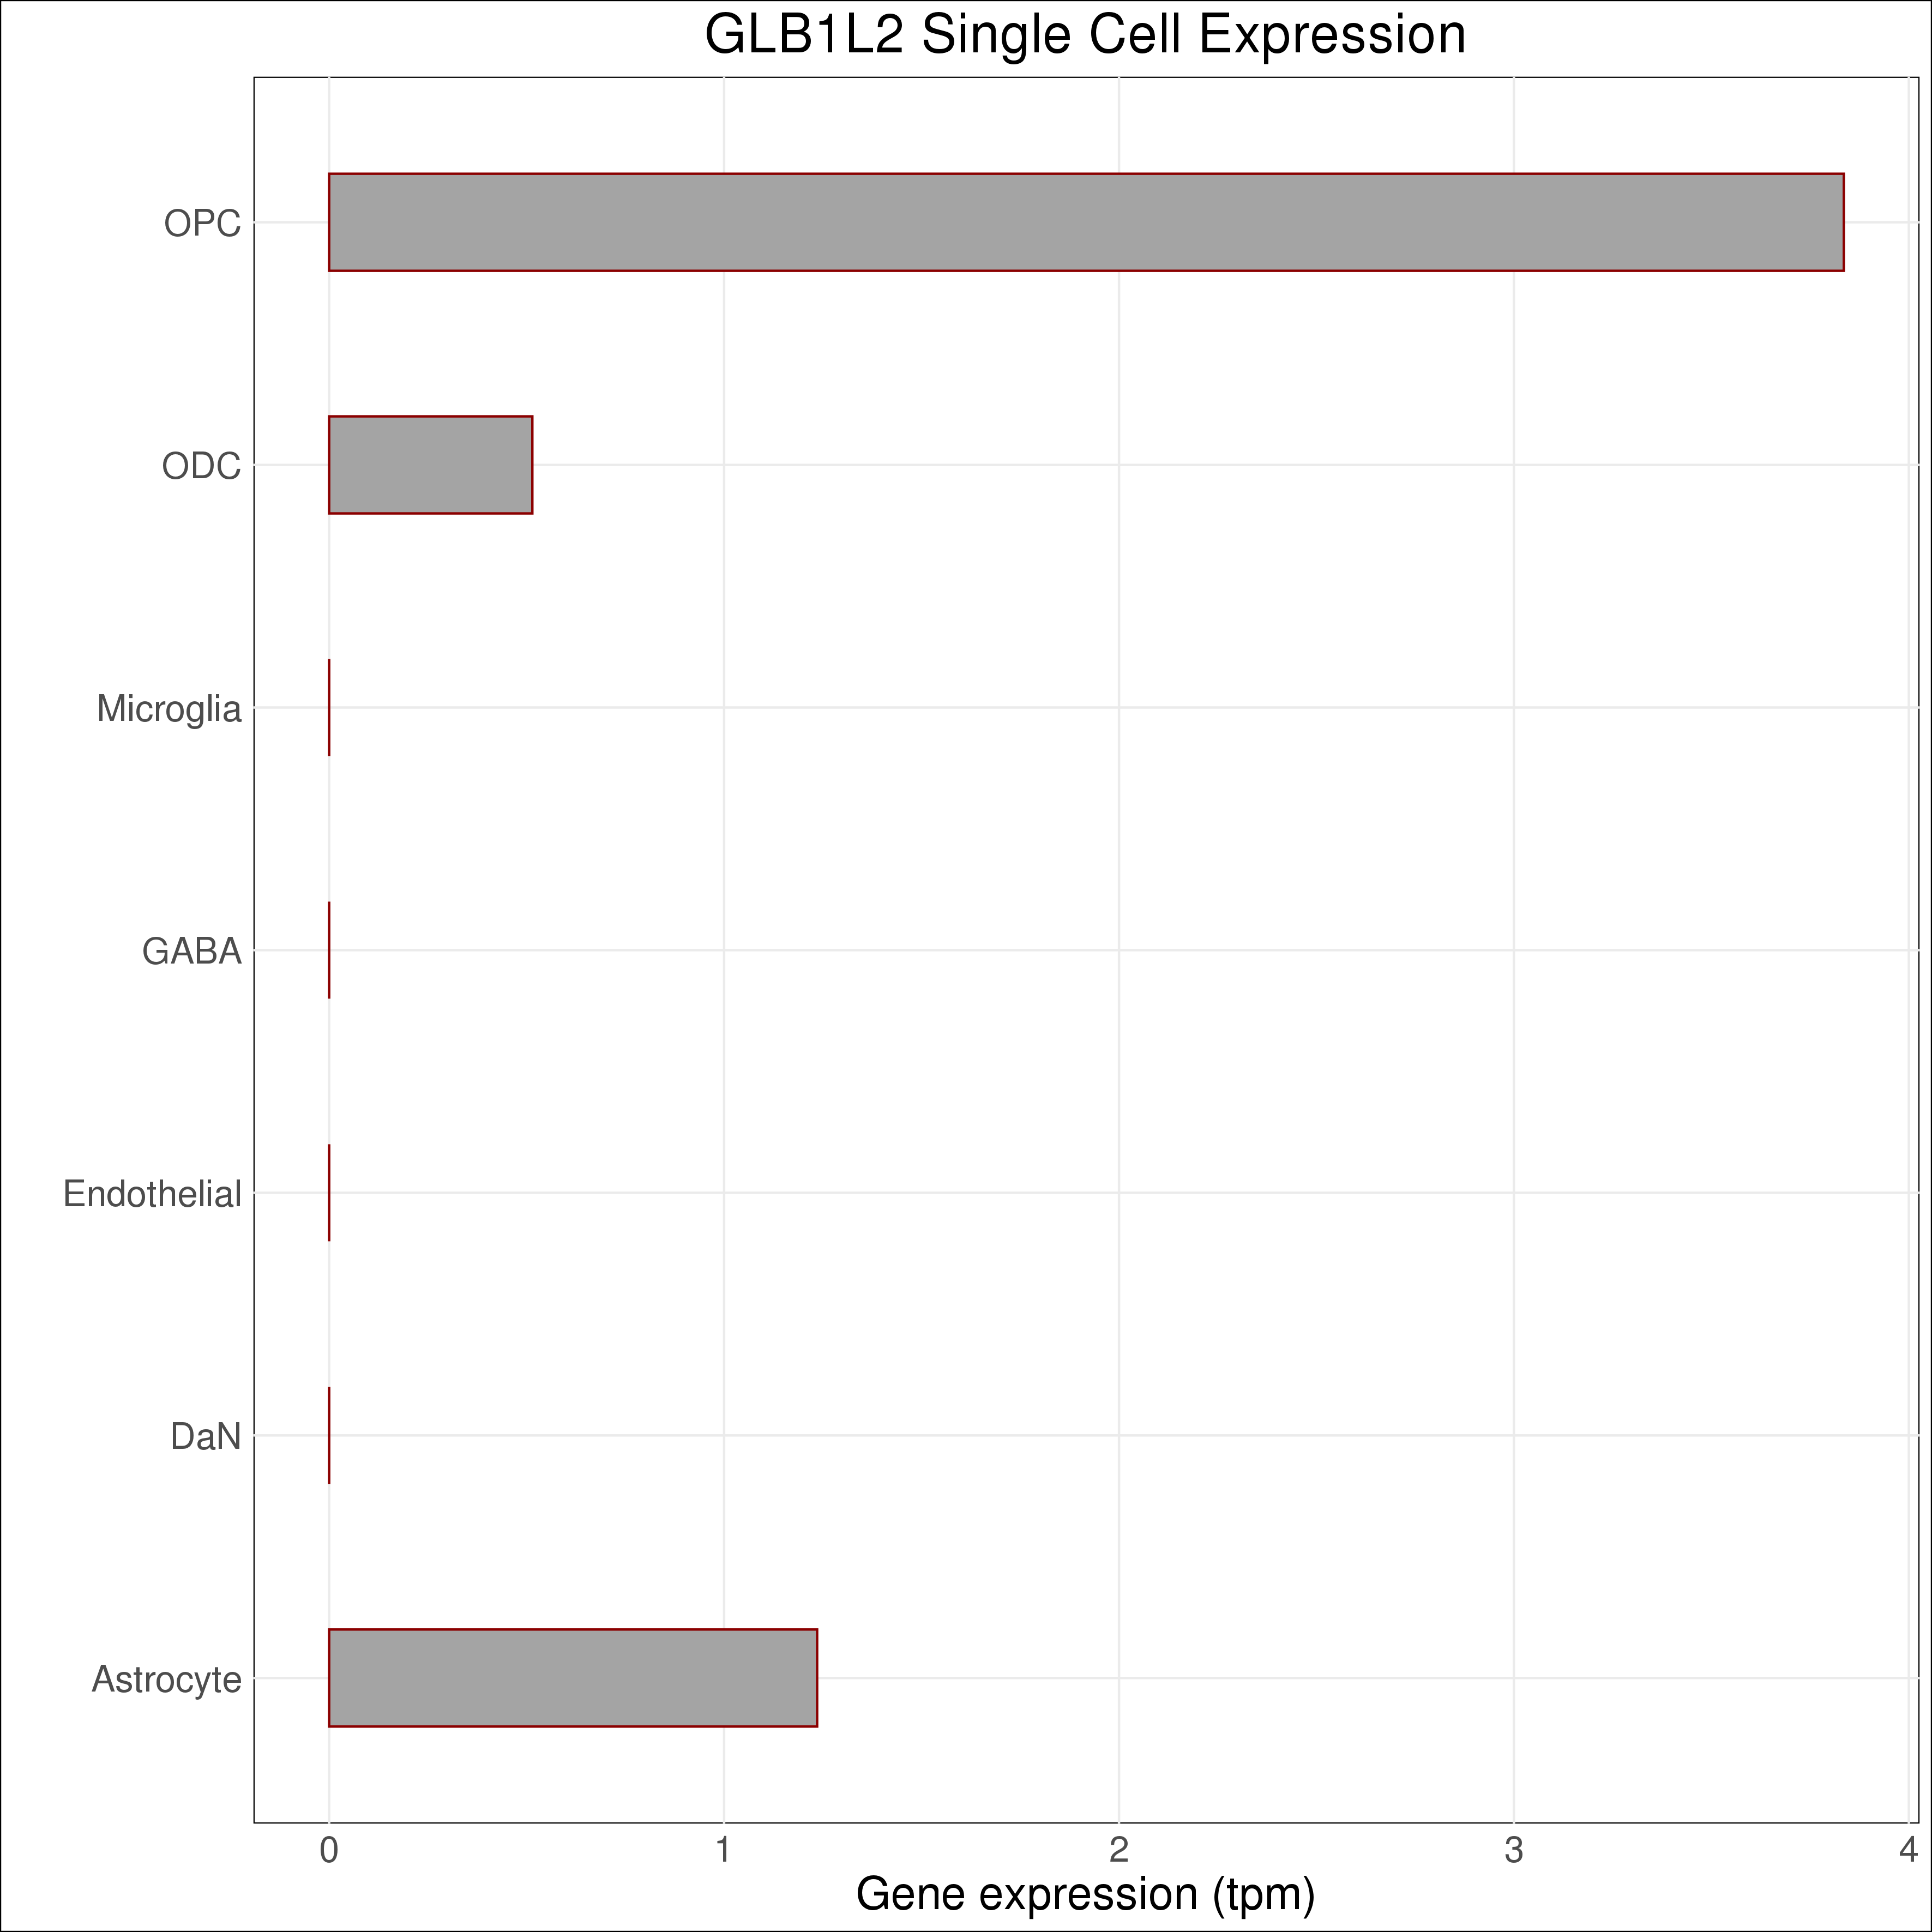 GLB1L2 Single Cell Expression
OPC
ODC
Microglia
GABA
Endothelial
DaN
Astrocyte
0 1 2 3 4
Gene expression (tpm)